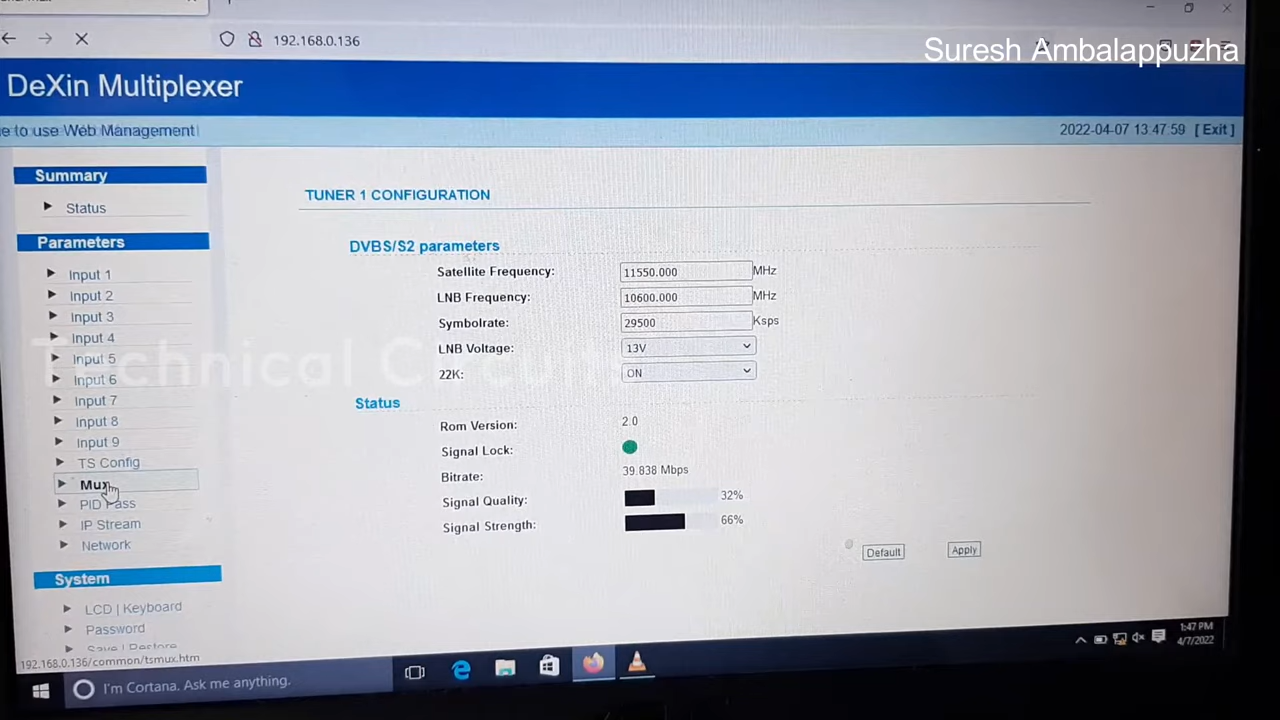 192.168.0.136
Suresh Ambalappuzha
DeXin Multiplexer
e to use Web Management
2022-04-07 13:47:59 [ Exit ]
Summary
Status
Parameters
Input 1
Input 2
Input 3
Input 4
Input 5
Input 6
Input 7
Input 8
Input 9
TS Config
Mux
PID Pass
IP Stream
Network
System
LCD | Keyboard
Password
Save | Restore
192.168.0.136/common/tsmux.htm
TUNER 1 CONFIGURATION
DVBS/S2 parameters
Satellite Frequency: 11550.000 MHz
LNB Frequency: 10600.000 MHz
Symbolrate: 29500 Ksps
LNB Voltage: 13V
22K: ON
Technical Circuit
Status
Rom Version: 2.0
Signal Lock:
Bitrate: 39.838 Mbps
Signal Quality: 32%
Signal Strength: 66%
Default Apply
I'm Cortana. Ask me anything.
1:47 PM
4/7/2022